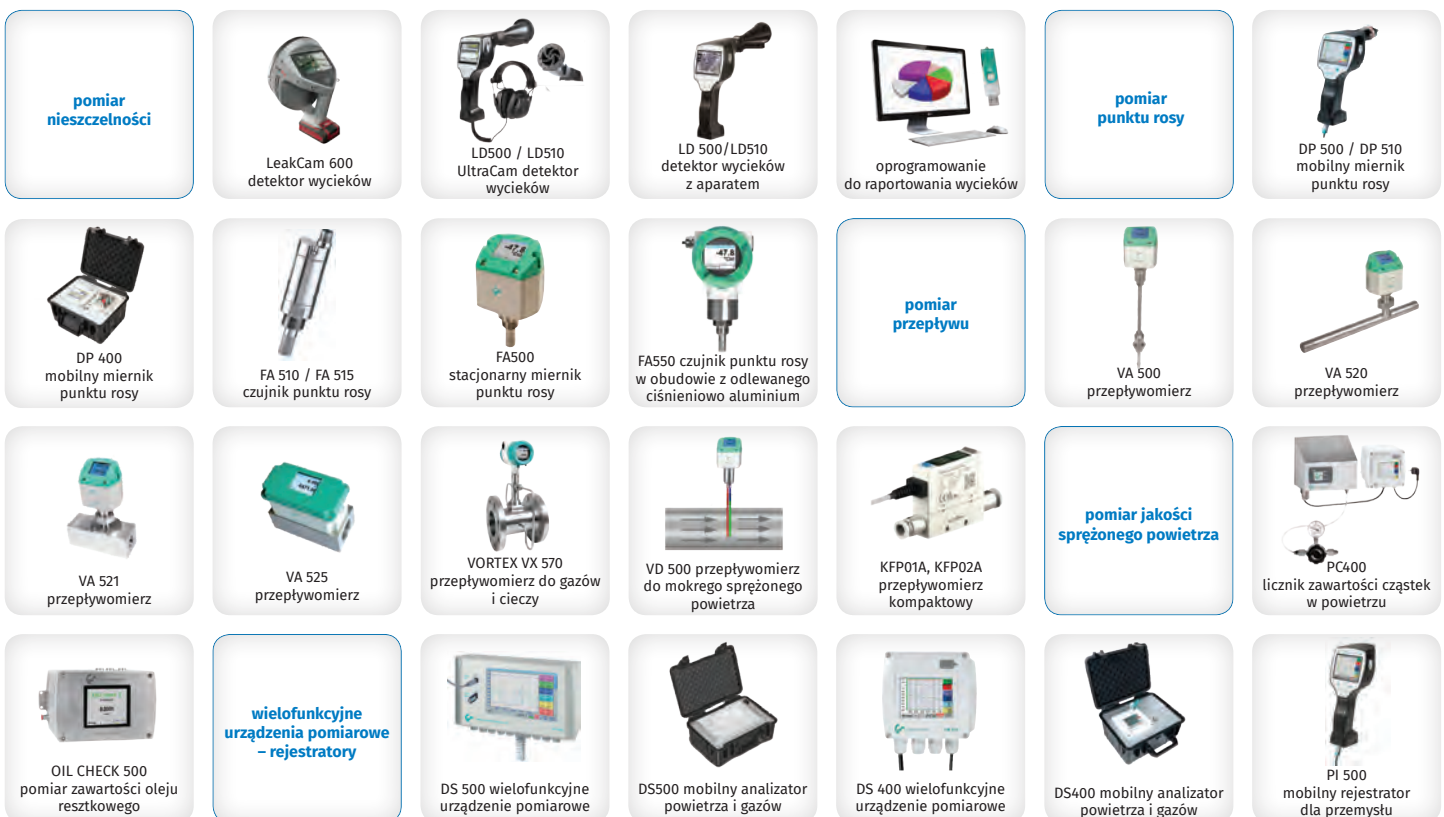 pomiar
nieszczelności
LeakCam 600
detektor wycieków
LD500 / LD510
UltraCam detektor
wycieków
LD 500/LD510
detektor wycieków
z aparatem
oprogramowanie
do raportowania wycieków
pomiar
punktu rosy
DP 500 / DP 510
mobilny miernik
punktu rosy
DP 400
mobilny miernik
punktu rosy
FA 510 / FA 515
czujnik punktu rosy
-47.8
FA500
stacjonarny miernik
punktu rosy
-47.8
FA550 czujnik punktu rosy
w obudowie z odlewanego
ciśnieniowo aluminium
pomiar
przepływu
VA 500
przepływomierz
VA 520
przepływomierz
VA 521
przepływomierz
VA 525
przepływomierz
VORTEX VX 570
przepływomierz do gazów
i cieczy
VD 500 przepływomierz
do mokrego sprężonego
powietrza
KFP01A, KFP02A
przepływomierz
kompaktowy
pomiar jakości
sprężonego powietrza
PC400
licznik zawartości cząstek
w powietrzu
OIL CHECK 500
pomiar zawartości oleju
resztkowego
wielofunkcyjne
urządzenia pomiarowe
– rejestratory
DS 500 wielofunkcyjne
urządzenie pomiarowe
DS500 mobilny analizator
powietrza i gazów
DS 400 wielofunkcyjne
urządzenie pomiarowe
DS400 mobilny analizator
powietrza i gazów
PI 500
mobilny rejestrator
dla przemysłu